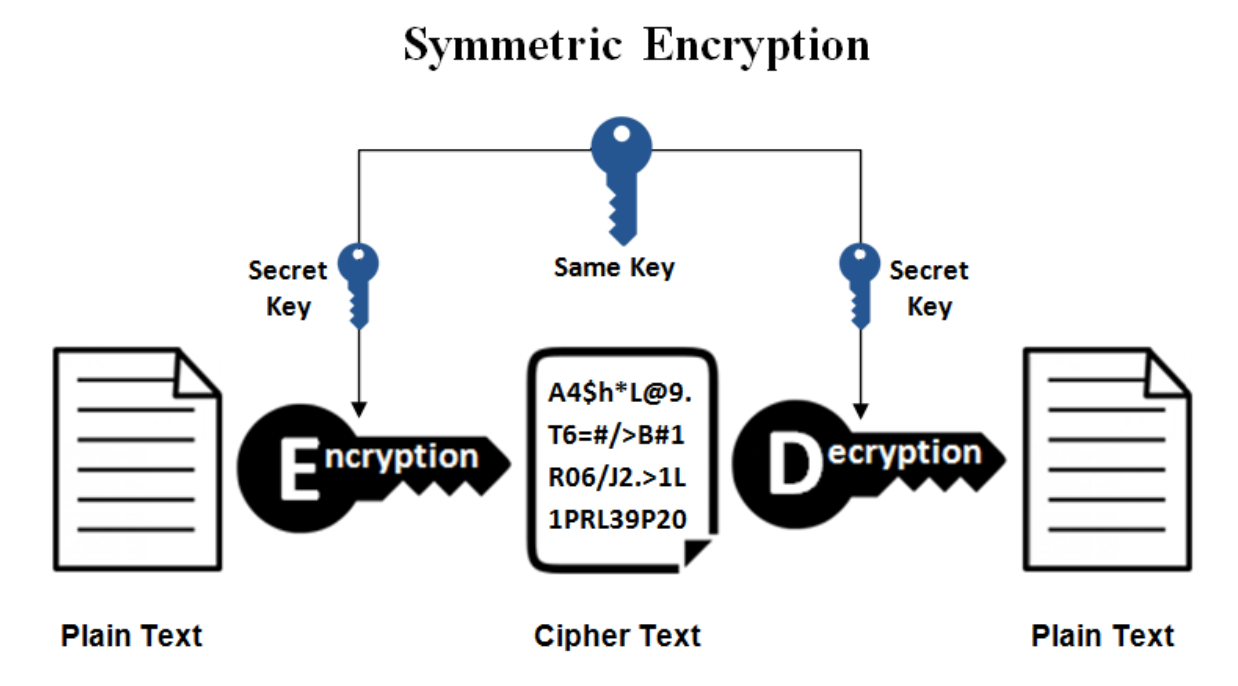 Symmetric Encryption
Secret
Key
Same Key
Secret
Key
Encryption
A4$h*L@9.
T6=#/>B#1
R06/J2.>1L
1PRL39P20
Decryption
Plain Text
Cipher Text
Plain Text